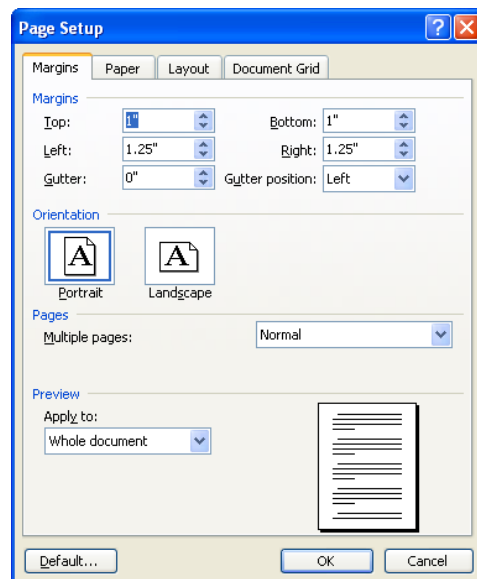 Page Setup
Margins Paper Layout Document Grid
Margins
Top: 1" Bottom: 1"
Left: 1.25" Right: 1.25"
Gutter: 0" Gutter position: Left
Orientation
A A
Portrait Landscape
Pages
Multiple pages: Normal
Preview
Apply to:
Whole document
Default... OK Cancel